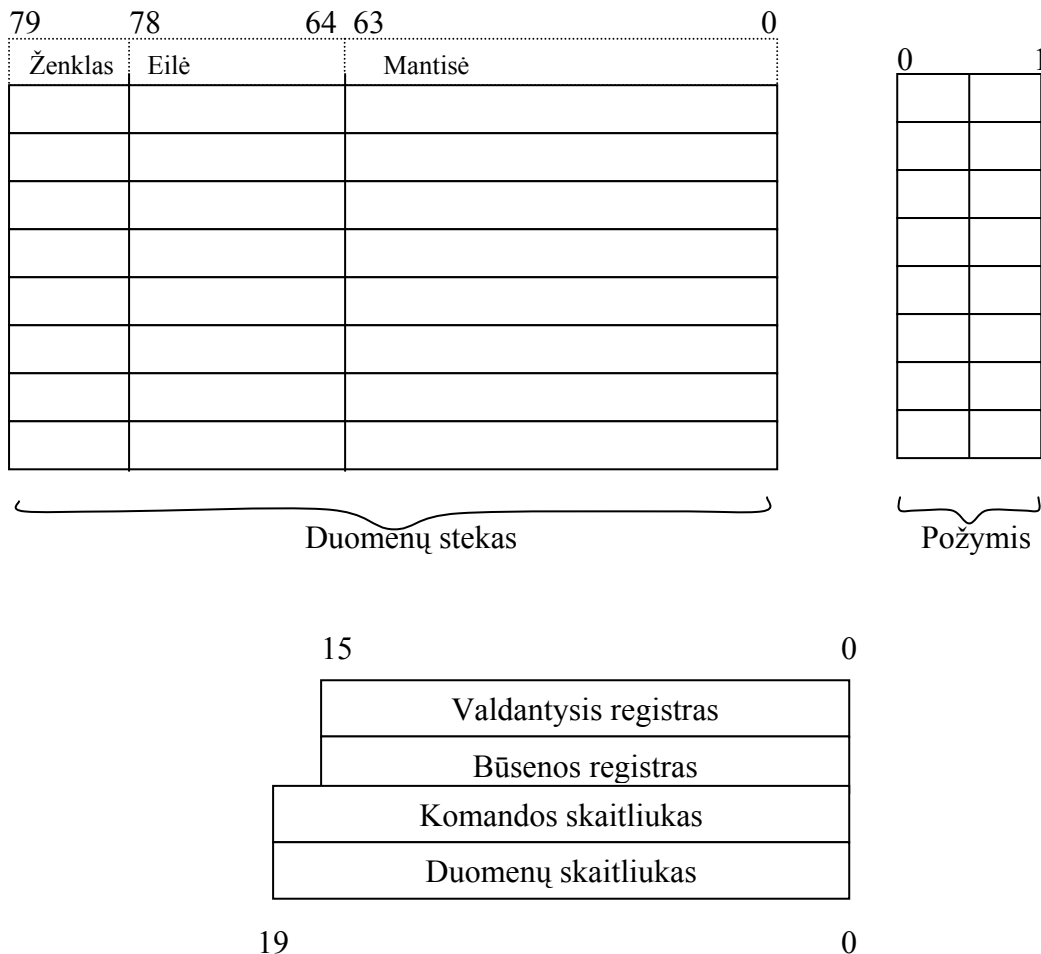 79 78 64 63 0
Ženklas Eilė Mantisė
0 1
Duomenų stekas
Požymis
15 0
Valdantysis registras
Būsenos registras
Komandos skaitliukas
Duomenų skaitliukas
19 0